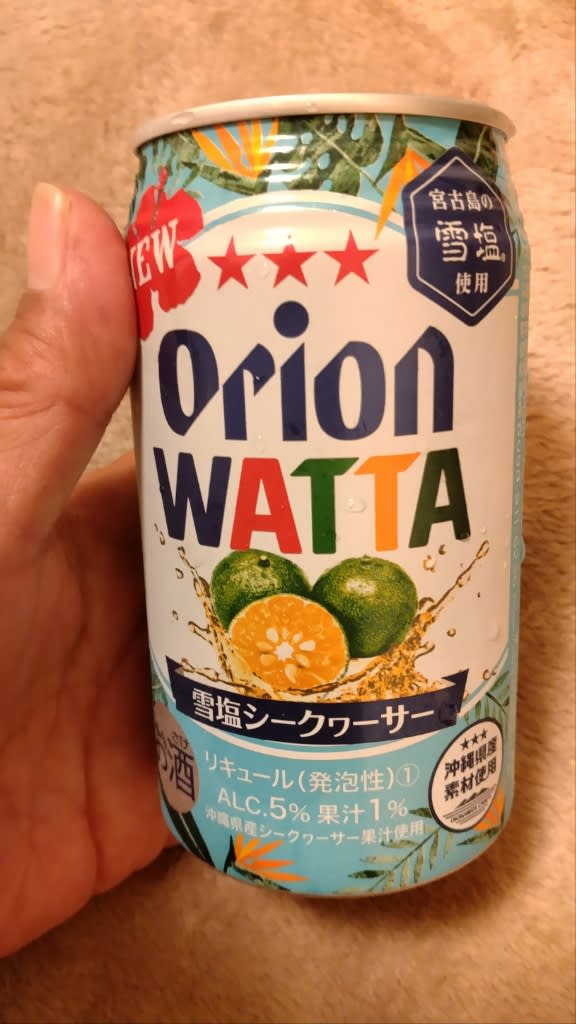 NEW
宮古島の
雪塩
使用
Orion
WATTA
雪塩シークヮーサー
お酒
リキュール(発泡性)①
ALC.5% 果汁1%
沖縄県産シークヮーサー果汁使用
沖縄県産
素材使用